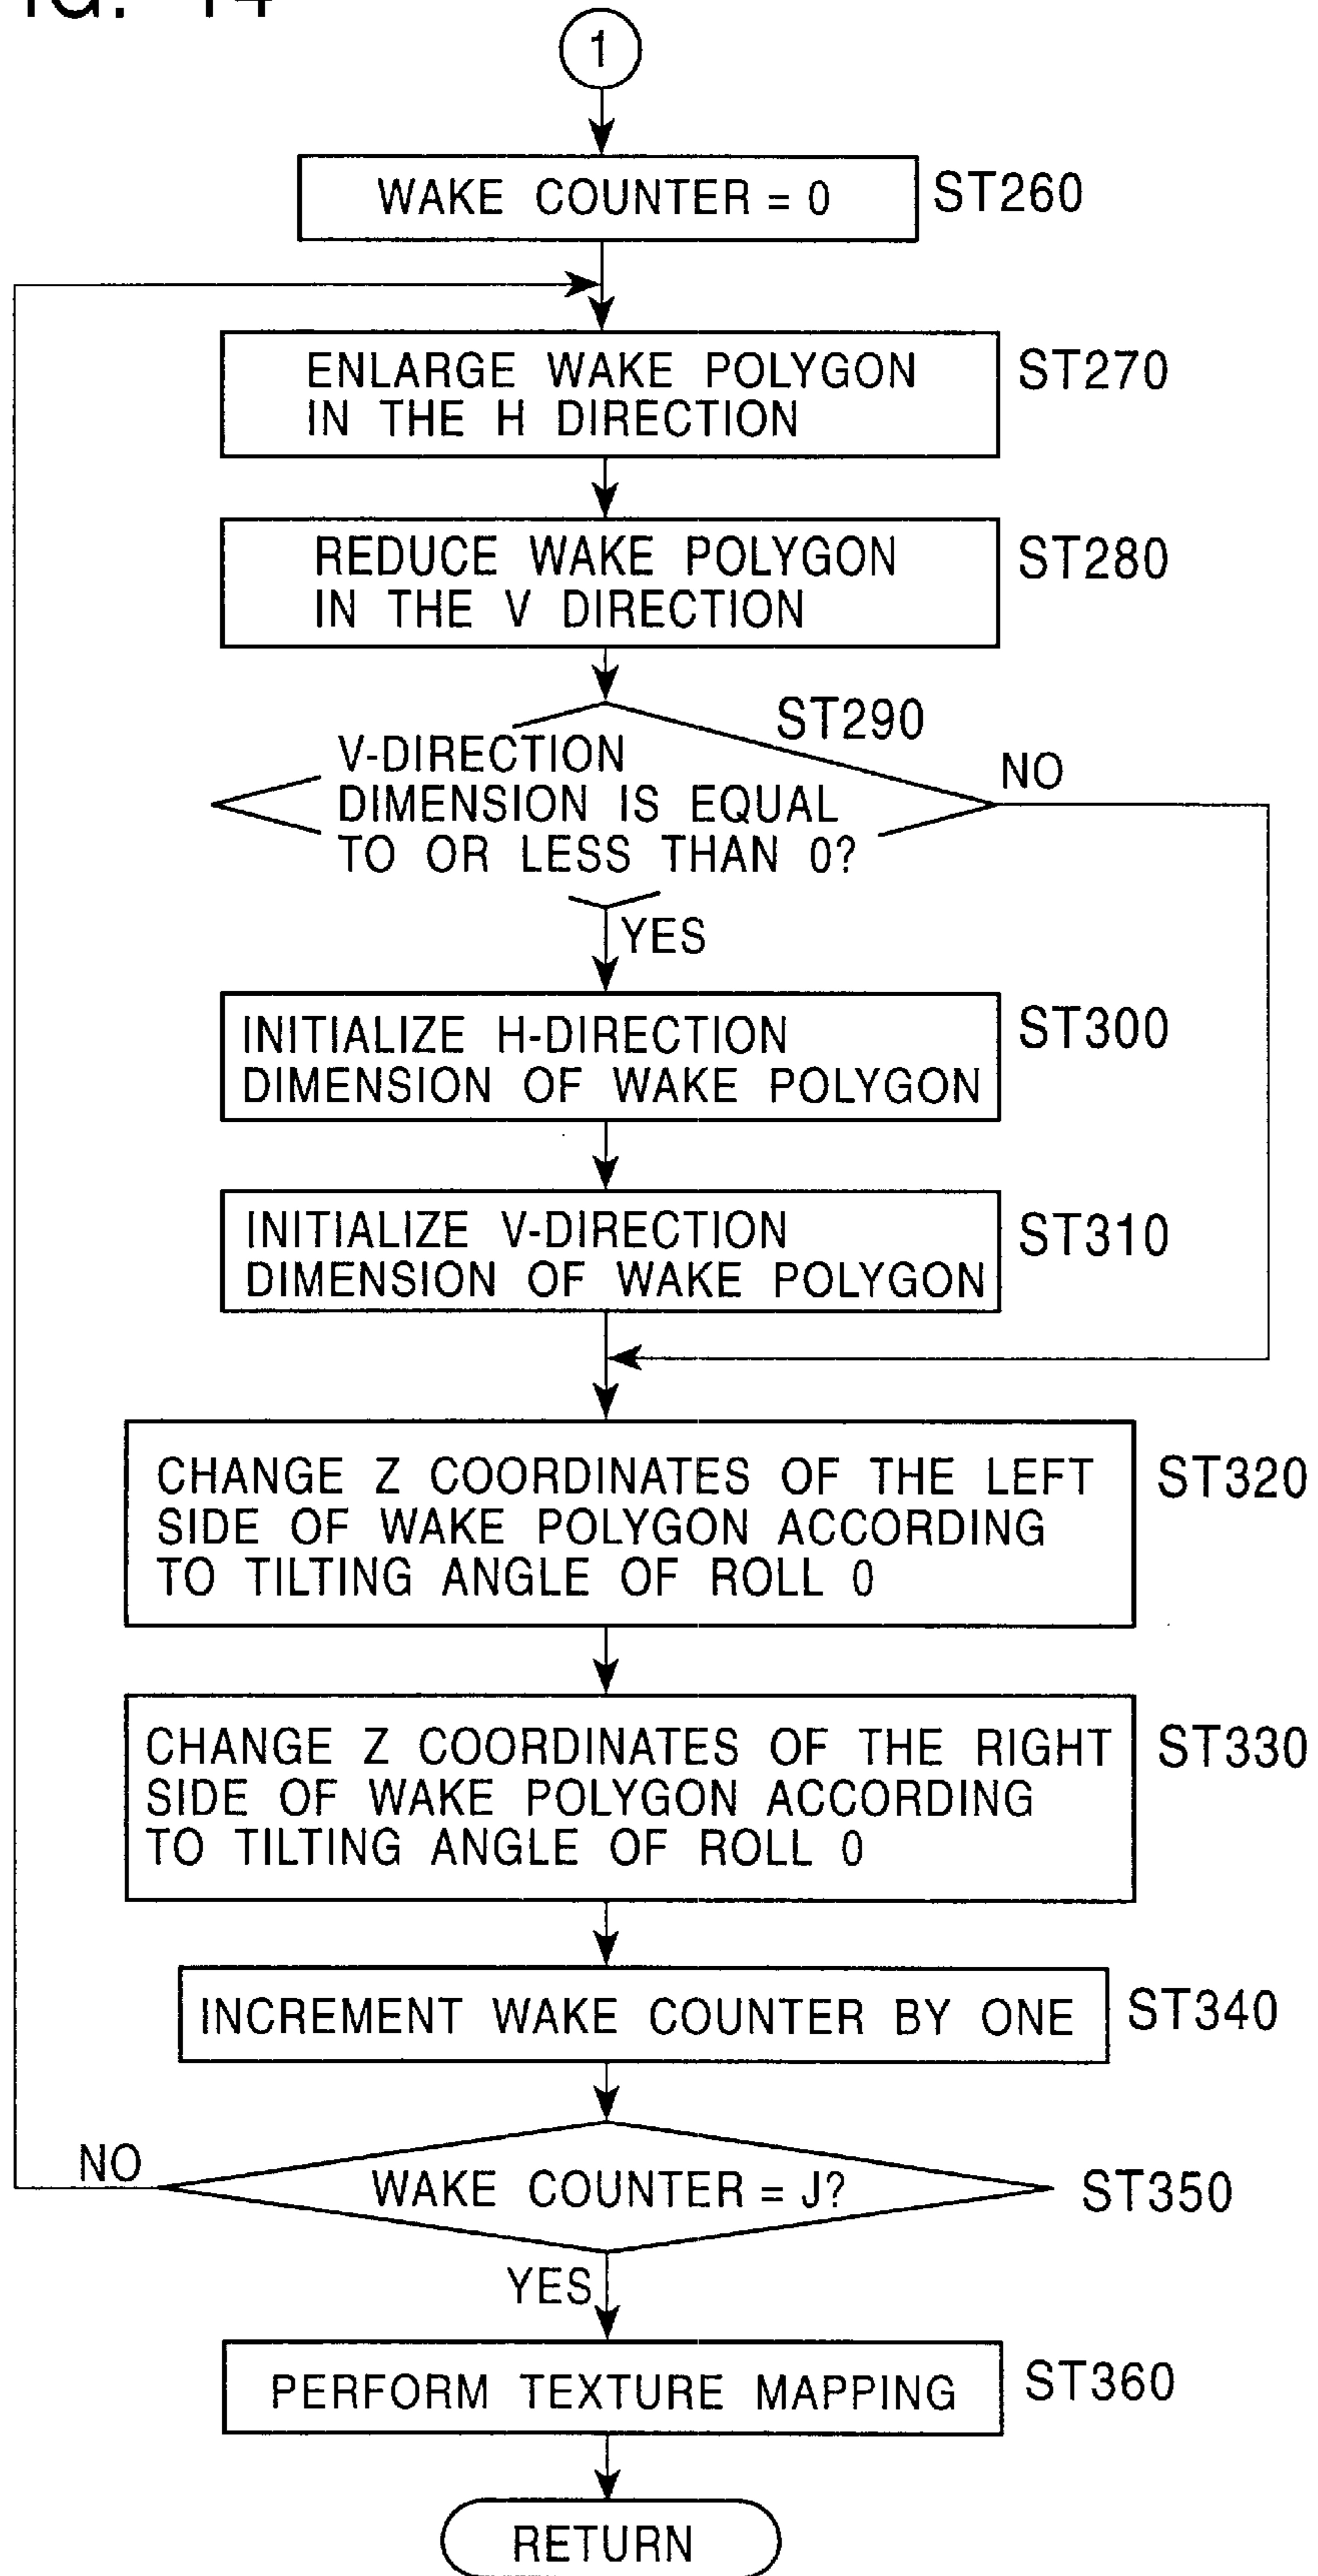 14
1
WAKE COUNTER = 0
ST260
ENLARGE WAKE POLYGON
IN THE H DIRECTION
ST270
REDUCE WAKE POLYGON
IN THE V DIRECTION
ST280
ST290
V-DIRECTION
DIMENSION IS EQUAL
TO OR LESS THAN 0?
NO
YES
INITIALIZE H-DIRECTION
DIMENSION OF WAKE POLYGON
ST300
INITIALIZE V-DIRECTION
DIMENSION OF WAKE POLYGON
ST310
CHANGE Z COORDINATES OF THE LEFT
SIDE OF WAKE POLYGON ACCORDING
TO TILTING ANGLE OF ROLL 0
ST320
CHANGE Z COORDINATES OF THE RIGHT
SIDE OF WAKE POLYGON ACCORDING
TO TILTING ANGLE OF ROLL 0
ST330
INCREMENT WAKE COUNTER BY ONE
ST340
NO
WAKE COUNTER = J?
ST350
YES
PERFORM TEXTURE MAPPING
ST360
RETURN